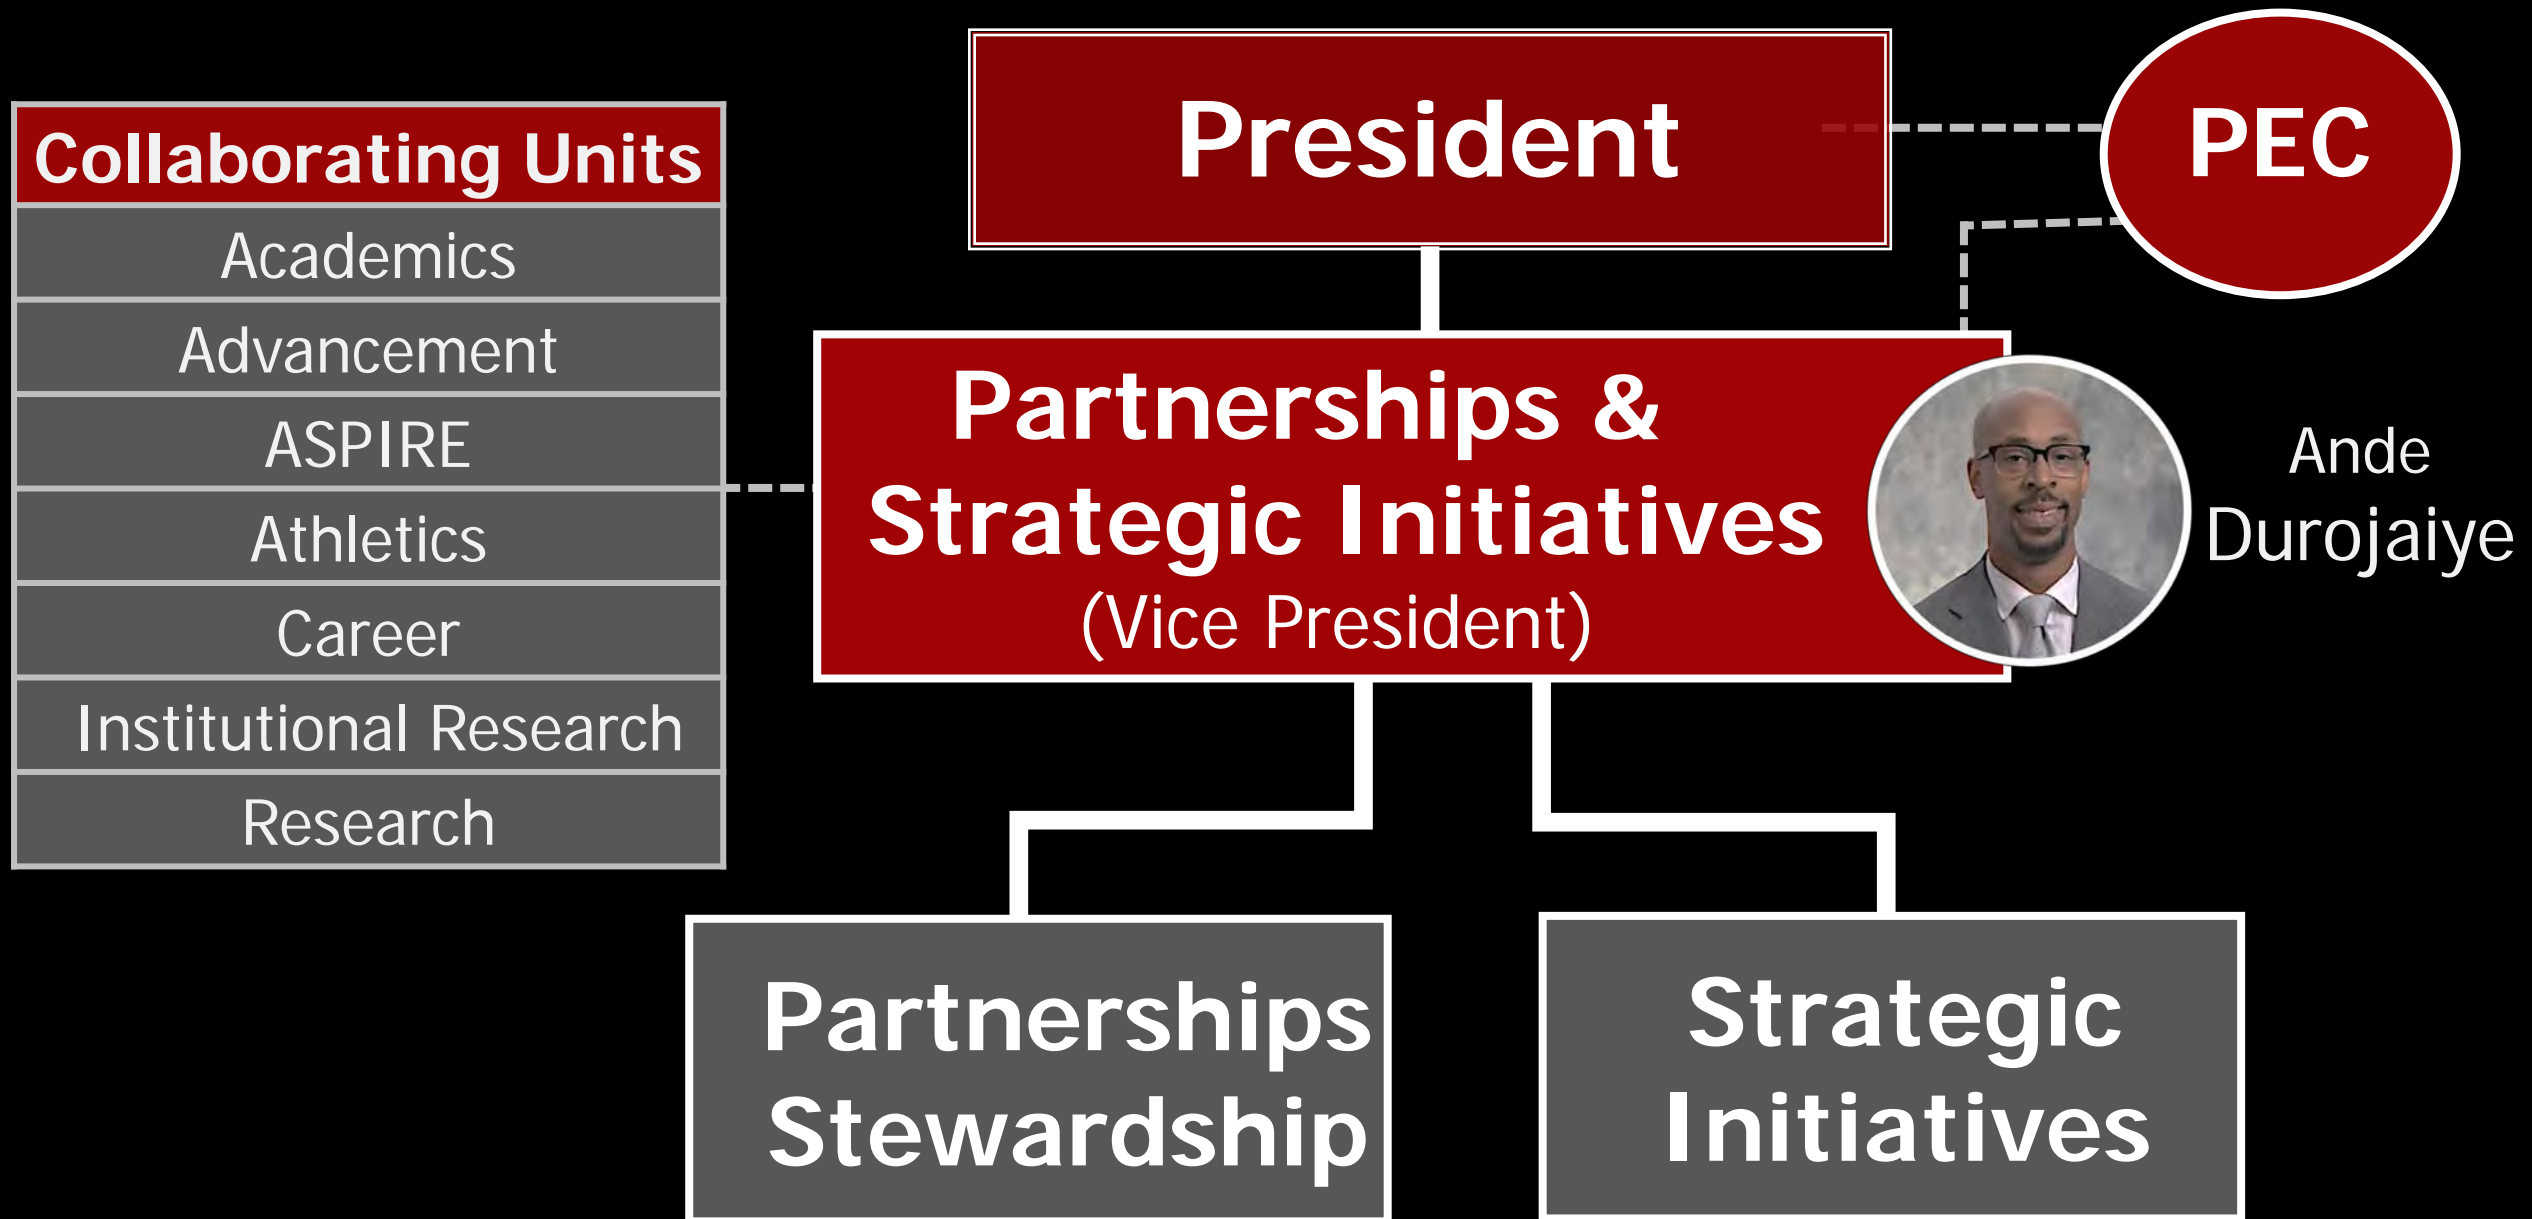 Collaborating Units
Academics
Advancement
ASPIRE
Athletics
Career
Institutional Research
Research
President
PEC
Partnerships &
Strategic Initiatives
(Vice President)
Ande
Durojaiye
Partnerships
Stewardship
Strategic
Initiatives